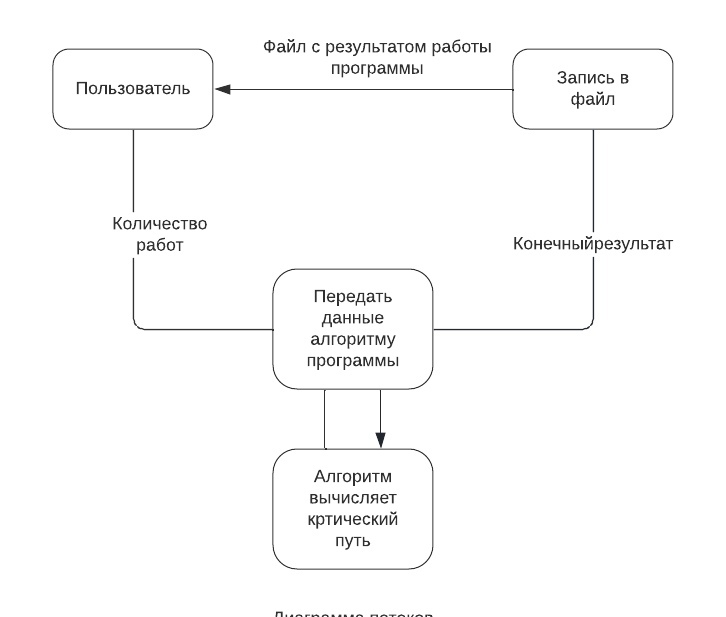 Файл с результатом работы
программы
Пользователь
Запись в
файл
Количество
работ
Конечныйрезультат
Передать
данные
алгоритму
программы
Алгоритм
вычисляет
кртический
путь
Диаграмма потоков